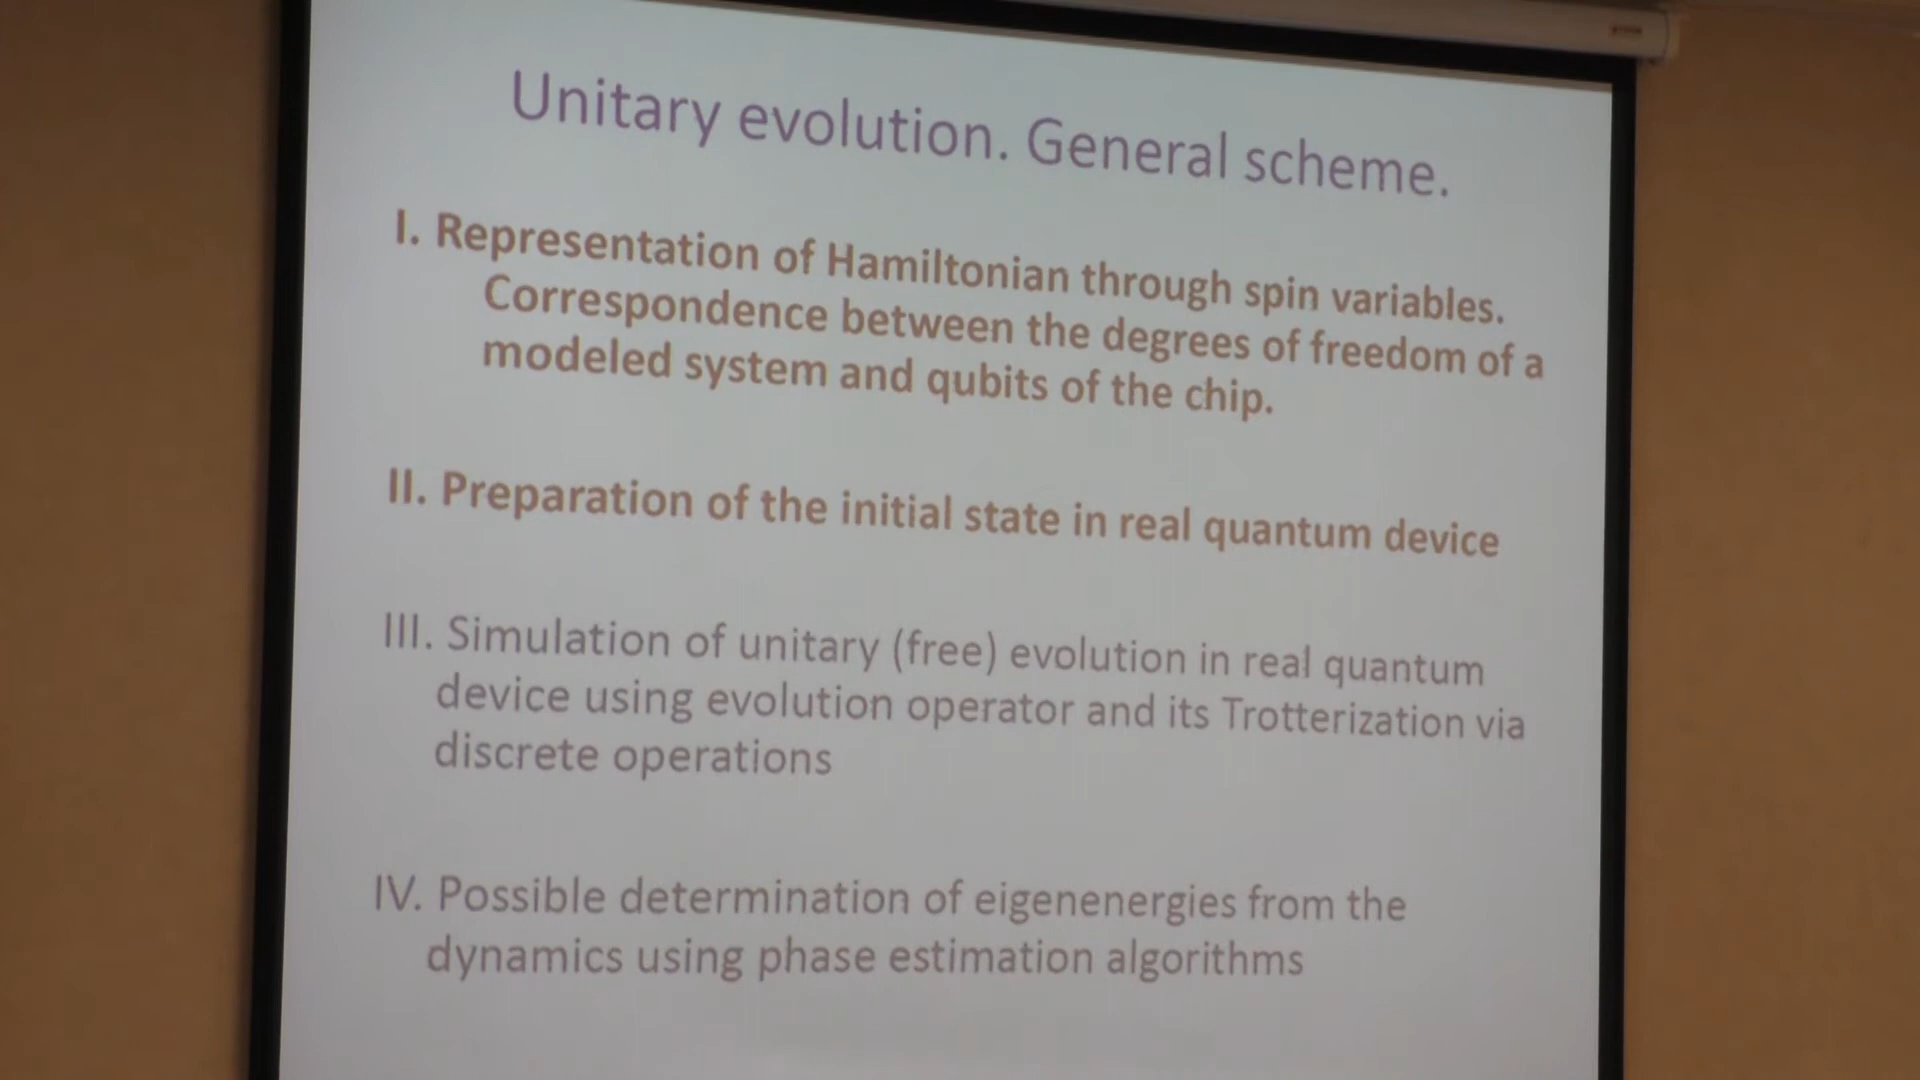 Unitary evolution. General scheme.
I. Representation of Hamiltonian through spin variables.
Correspondence between the degrees of freedom of a
modeled system and qubits of the chip.
II. Preparation of the initial state in real quantum device
III. Simulation of unitary (free) evolution in real quantum
device using evolution operator and its Trotterization via
discrete operations
IV. Possible determination of eigenenergies from the
dynamics using phase estimation algorithms